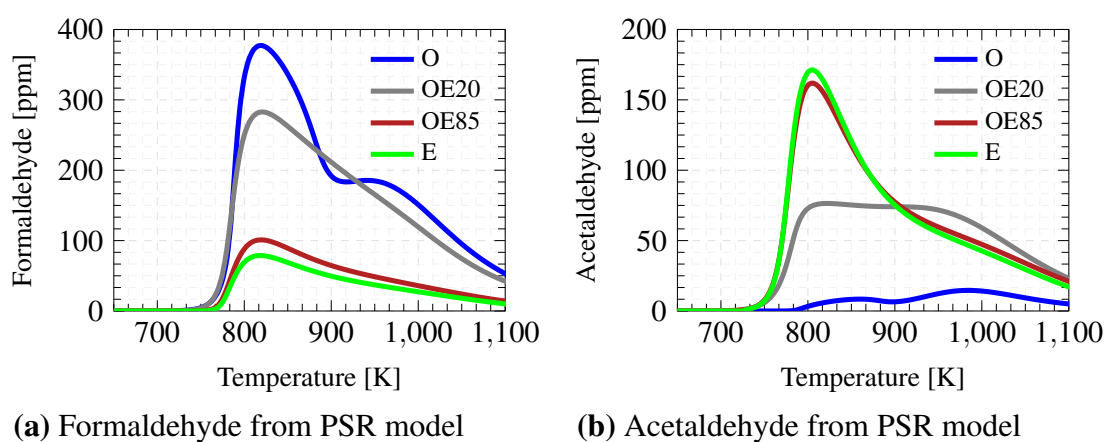 400
300
200
100
0
Formaldehyde [ppm]
O
OE20
OE85
E
700 800 900 1,000 1,100
Temperature [K]
(a) Formaldehyde from PSR model
200
150
100
50
0
Acetaldehyde [ppm]
O
OE20
OE85
E
700 800 900 1,000 1,100
Temperature [K]
(b) Acetaldehyde from PSR model